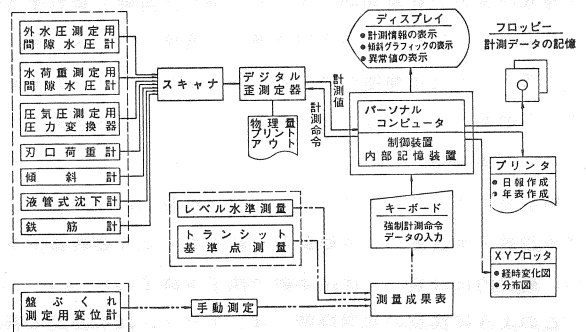 外水圧測定用
間隙水圧計
水荷重測定用
間隙水圧計
圧気圧測定用
圧力変換器
刃口荷重計
傾斜計
液管式沈下計
鉄筋計
盤ぶくれ
測定用変位計
スキャナ
デジタル
歪測定器
物理量
プリント
アウト
計測値
計測命令
ディスプレイ
●計測情報の表示
●傾斜グラフィックの表示
●異常値の表示
パーソナル
コンピュータ
制御装置
内部記憶装置
フロッピー
計測データの記憶
プリンタ
●日報作成
●年表作成
キーボード
強制計測命令
データの入力
XYプロッタ
●経時変化図
●分布図
レベル水準測量
トランシット
基準点測量
手動測定
測量成果表